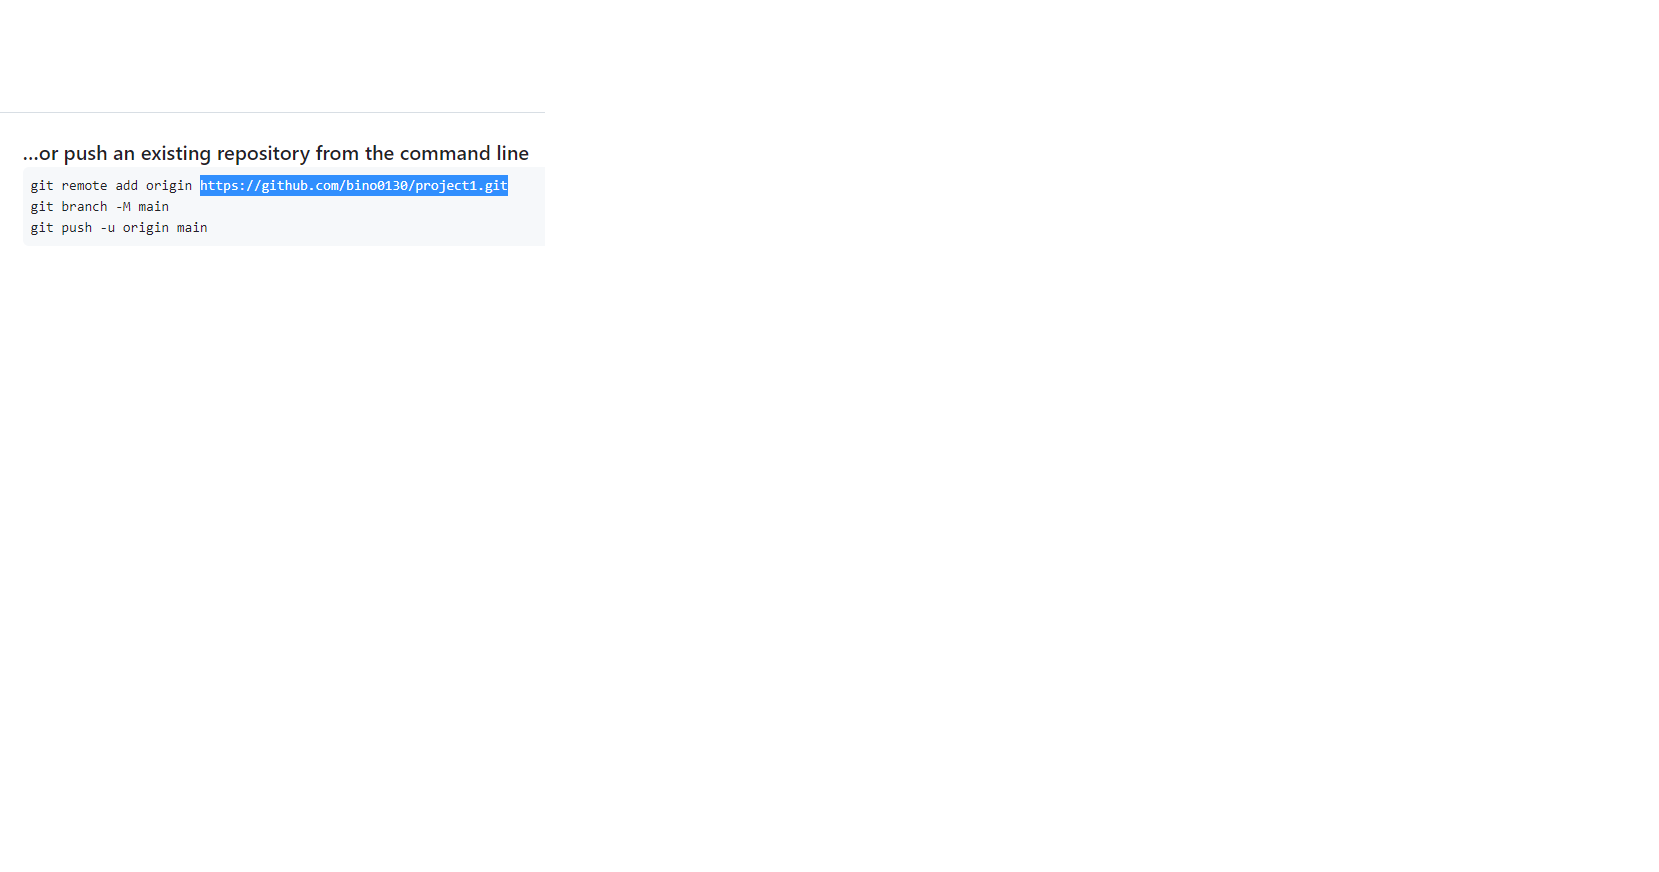 ...or push an existing repository from the command line
git remote add origin https://github.com/bino0130/project1.git
git branch -M main
git push -u origin main